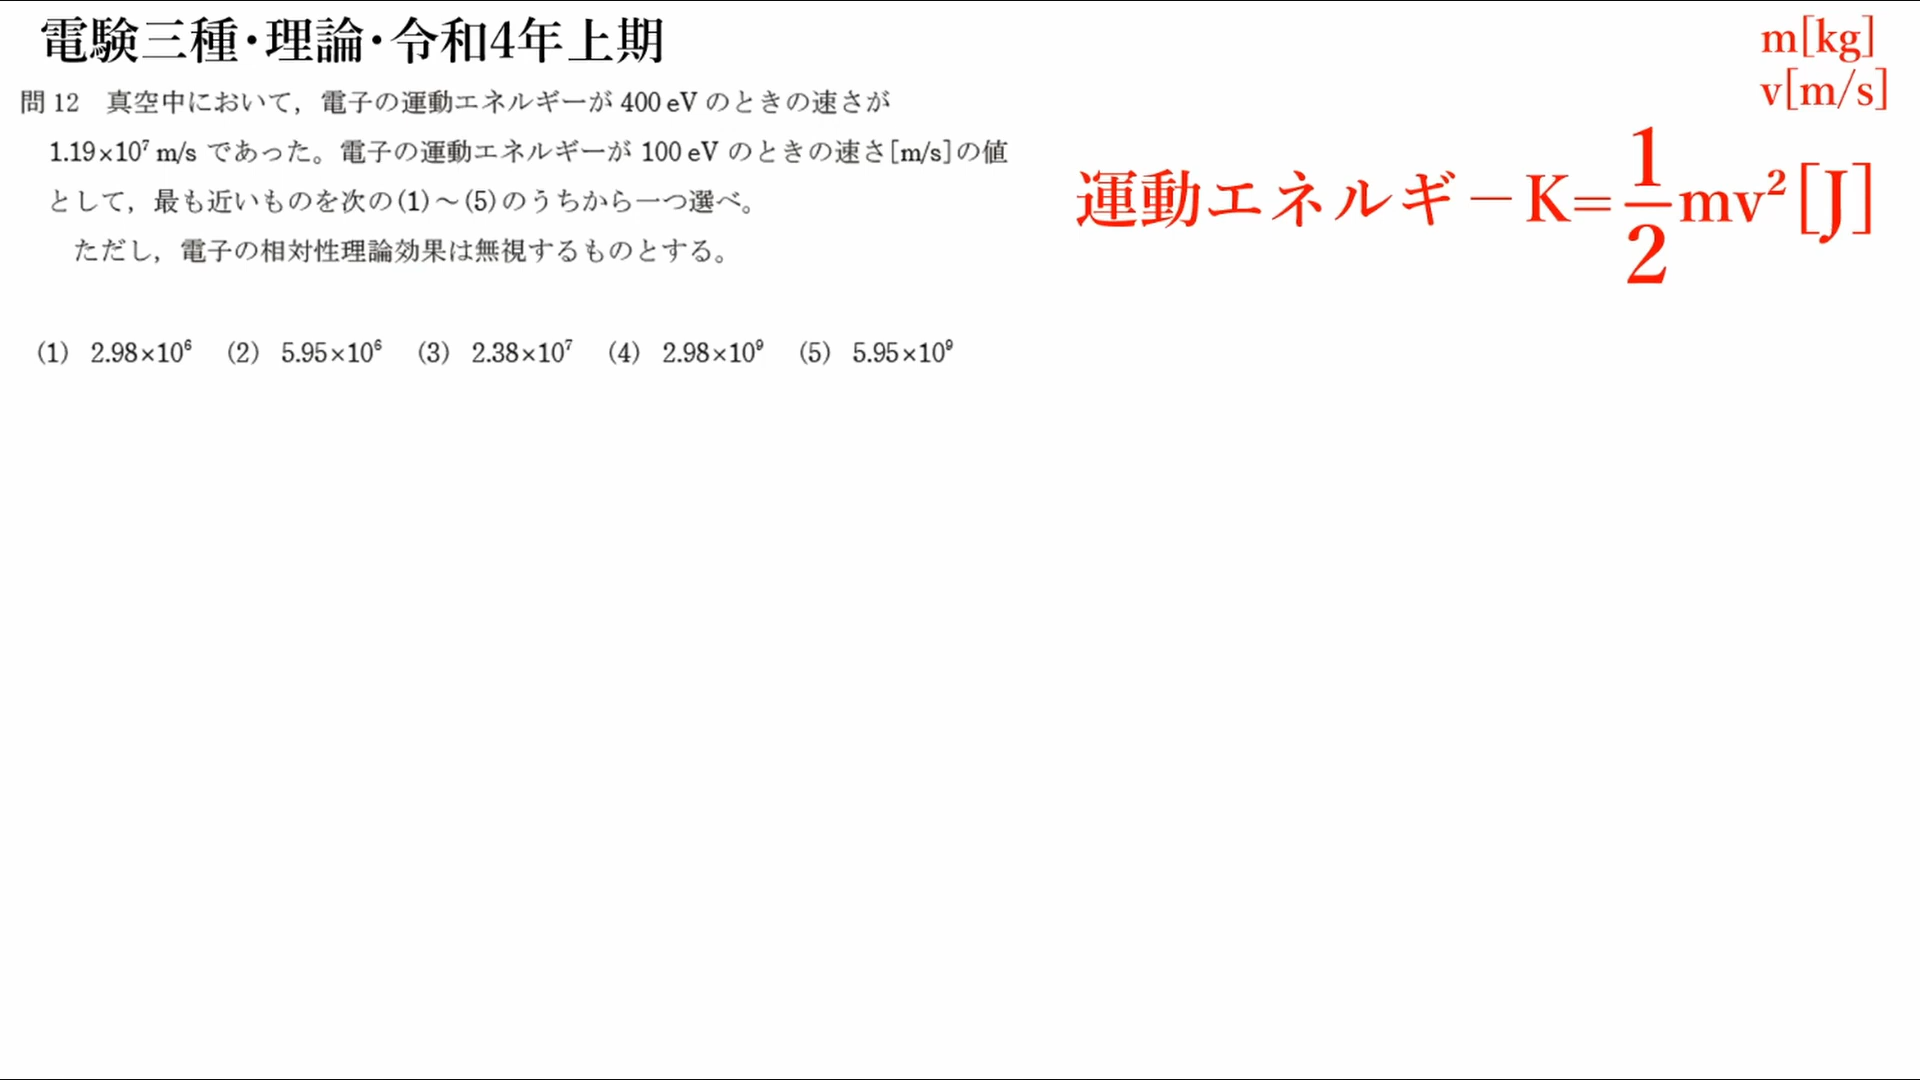 電験三種・理論・令和4年上期
問12 真空中において，電子の運動エネルギーが 400 eV のときの速さが
1.19×10⁷ m/s であった。電子の運動エネルギーが 100 eV のときの速さ[m/s]の値
として，最も近いものを次の(1)～(5)のうちから一つ選べ。
ただし，電子の相対性理論効果は無視するものとする。
(1) 2.98×10⁶ (2) 5.95×10⁶ (3) 2.38×10⁷ (4) 2.98×10⁹ (5) 5.95×10⁹
m[kg]
v[m/s]
運動エネルギーK=1/2mv²[J]